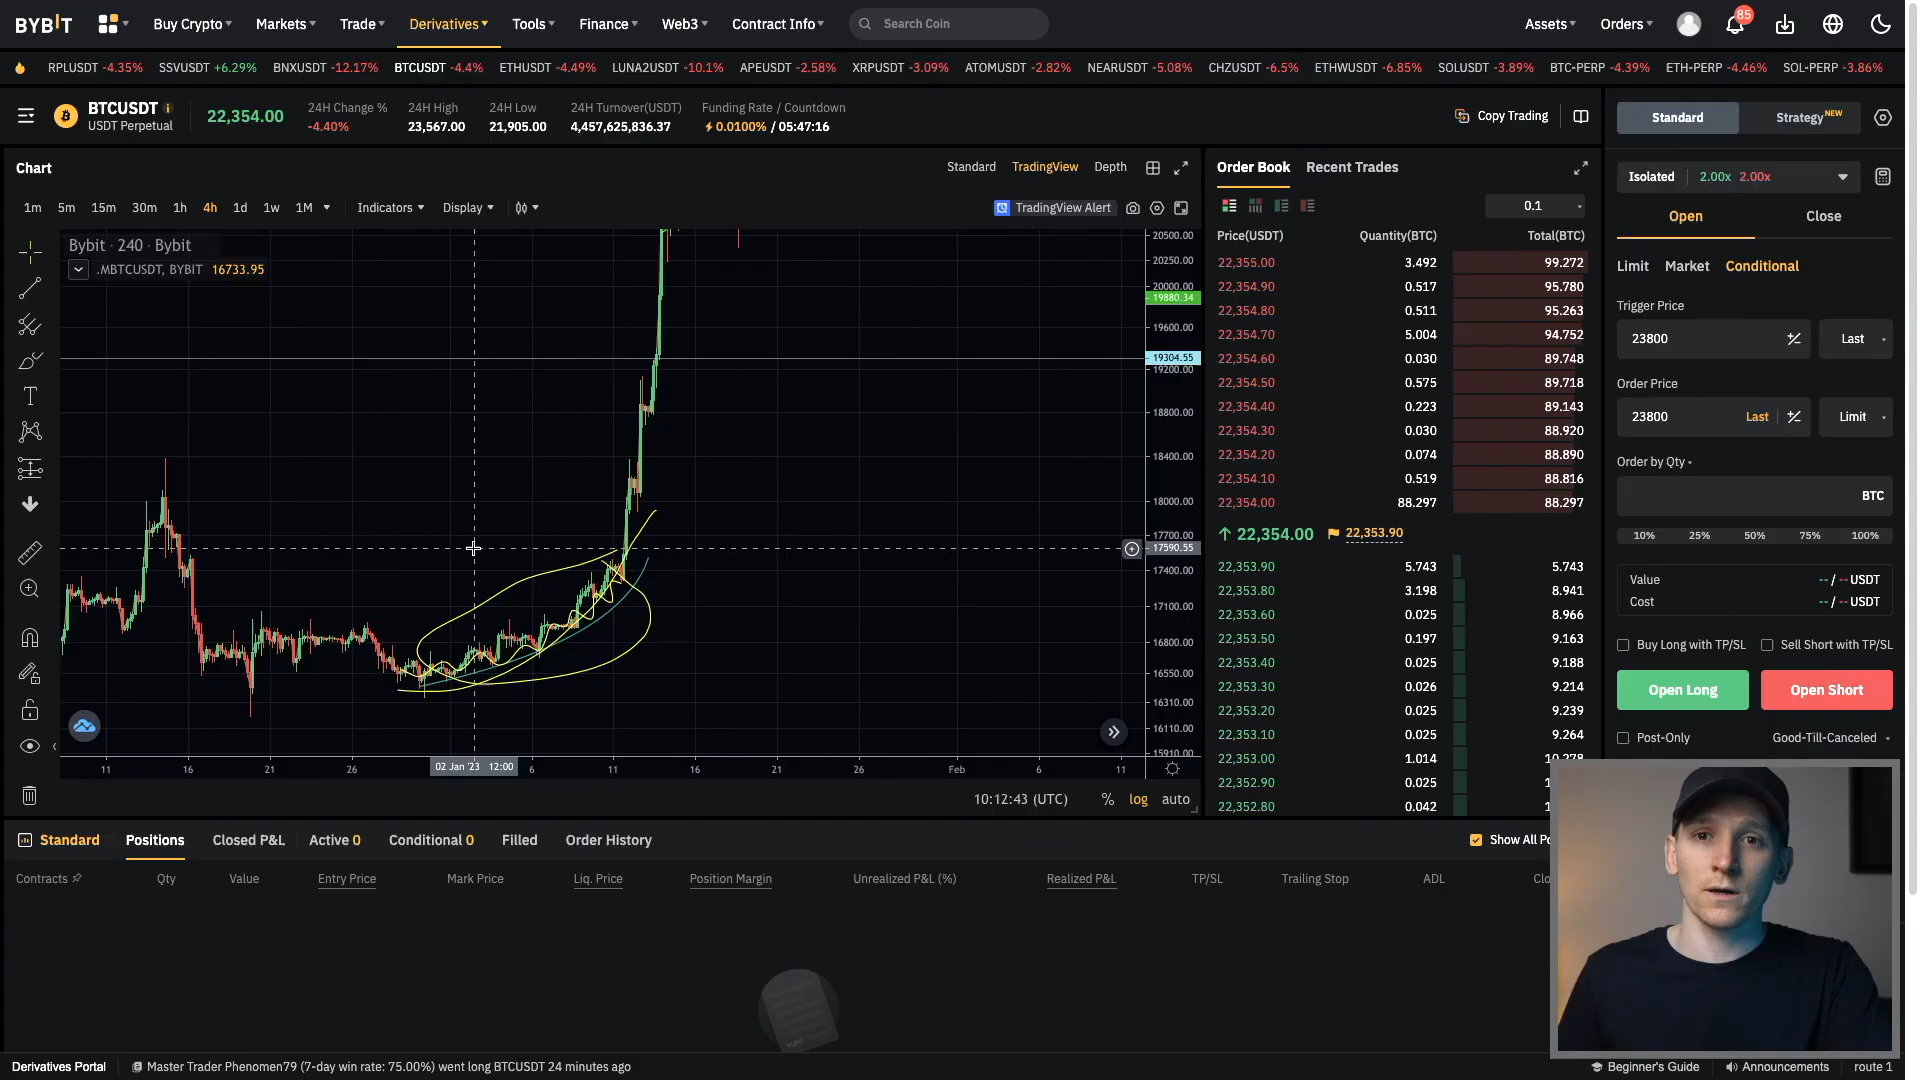 BYBIT
Buy Crypto Markets Trade Derivatives Tools Finance Web3 Contract Info Search Coin Assets Orders 85
RPLUSDT -4.35% SSVUSDT +6.29% BNXUSDT -12.17% BTCUSDT -4.4% ETHUSDT -4.49% LUNA2USDT -10.1% APEUSDT -2.58% XRPUSDT -3.09% ATOMUSDT -2.82% NEARUSDT -5.08% CHZUSDT -6.5% ETHWUSDT -6.85% SOLUSDT -3.89% BTC-PERP -4.39% ETH-PERP -4.46% SOL-PERP -3.86%
BTCUSDT
USDT Perpetual
22,354.00
24H Change %
-4.40%
24H High
23,567.00
24H Low
21,905.00
24H Turnover(USDT)
4,457,625,836.37
Funding Rate / Countdown
0.0100% / 05:47:16
Copy Trading
Chart
Standard TradingView Depth
1m 5m 15m 30m 1h 4h 1d 1w 1M Indicators Display TradingView Alert
Bybit · 240 · Bybit
.MBTCUSDT, BYBIT 16733.95
20500.00
20250.00
20000.00
19880.34
19600.00
19304.55
19200.00
18800.00
18400.00
18000.00
17700.00
17590.55
17400.00
17100.00
16800.00
16550.00
16310.00
16110.00
15910.00
11 16 21 26 02 Jan '23 12:00 6 11 16 21 26 Feb 6 11
10:12:43 (UTC) % log auto
Order Book Recent Trades
0.1
Price(USDT) Quantity(BTC) Total(BTC)
22,355.00 3.492 99.272
22,354.90 0.517 95.780
22,354.80 0.511 95.263
22,354.70 5.004 94.752
22,354.60 0.030 89.748
22,354.50 0.575 89.718
22,354.40 0.223 89.143
22,354.30 0.030 88.920
22,354.20 0.074 88.890
22,354.10 0.519 88.816
22,354.00 88.297 88.297
22,354.00 22,353.90
22,353.90 5.743 5.743
22,353.80 3.198 8.941
22,353.60 0.025 8.966
22,353.50 0.197 9.163
22,353.40 0.025 9.188
22,353.30 0.026 9.214
22,353.20 0.025 9.239
22,353.10 0.025 9.264
22,353.00 1.014 10.278
22,352.90 0.025
22,352.80 0.042
Standard Strategy NEW
Isolated 2.00x 2.00x
Open Close
Limit Market Conditional
Trigger Price
23800 Last
Order Price
23800 Last Limit
Order by Qty
BTC
10% 25% 50% 75% 100%
Value -- / -- USDT
Cost -- / -- USDT
Buy Long with TP/SL Sell Short with TP/SL
Open Long Open Short
Post-Only Good-Till-Canceled
Standard Positions Closed P&L Active 0 Conditional 0 Filled Order History Show All Po
Contracts Qty Value Entry Price Mark Price Liq. Price Position Margin Unrealized P&L (%) Realized P&L TP/SL Trailing Stop ADL Clo
Derivatives Portal Master Trader Phenomen79 (7-day win rate: 75.00%) went long BTCUSDT 24 minutes ago Beginner's Guide Announcements route 1